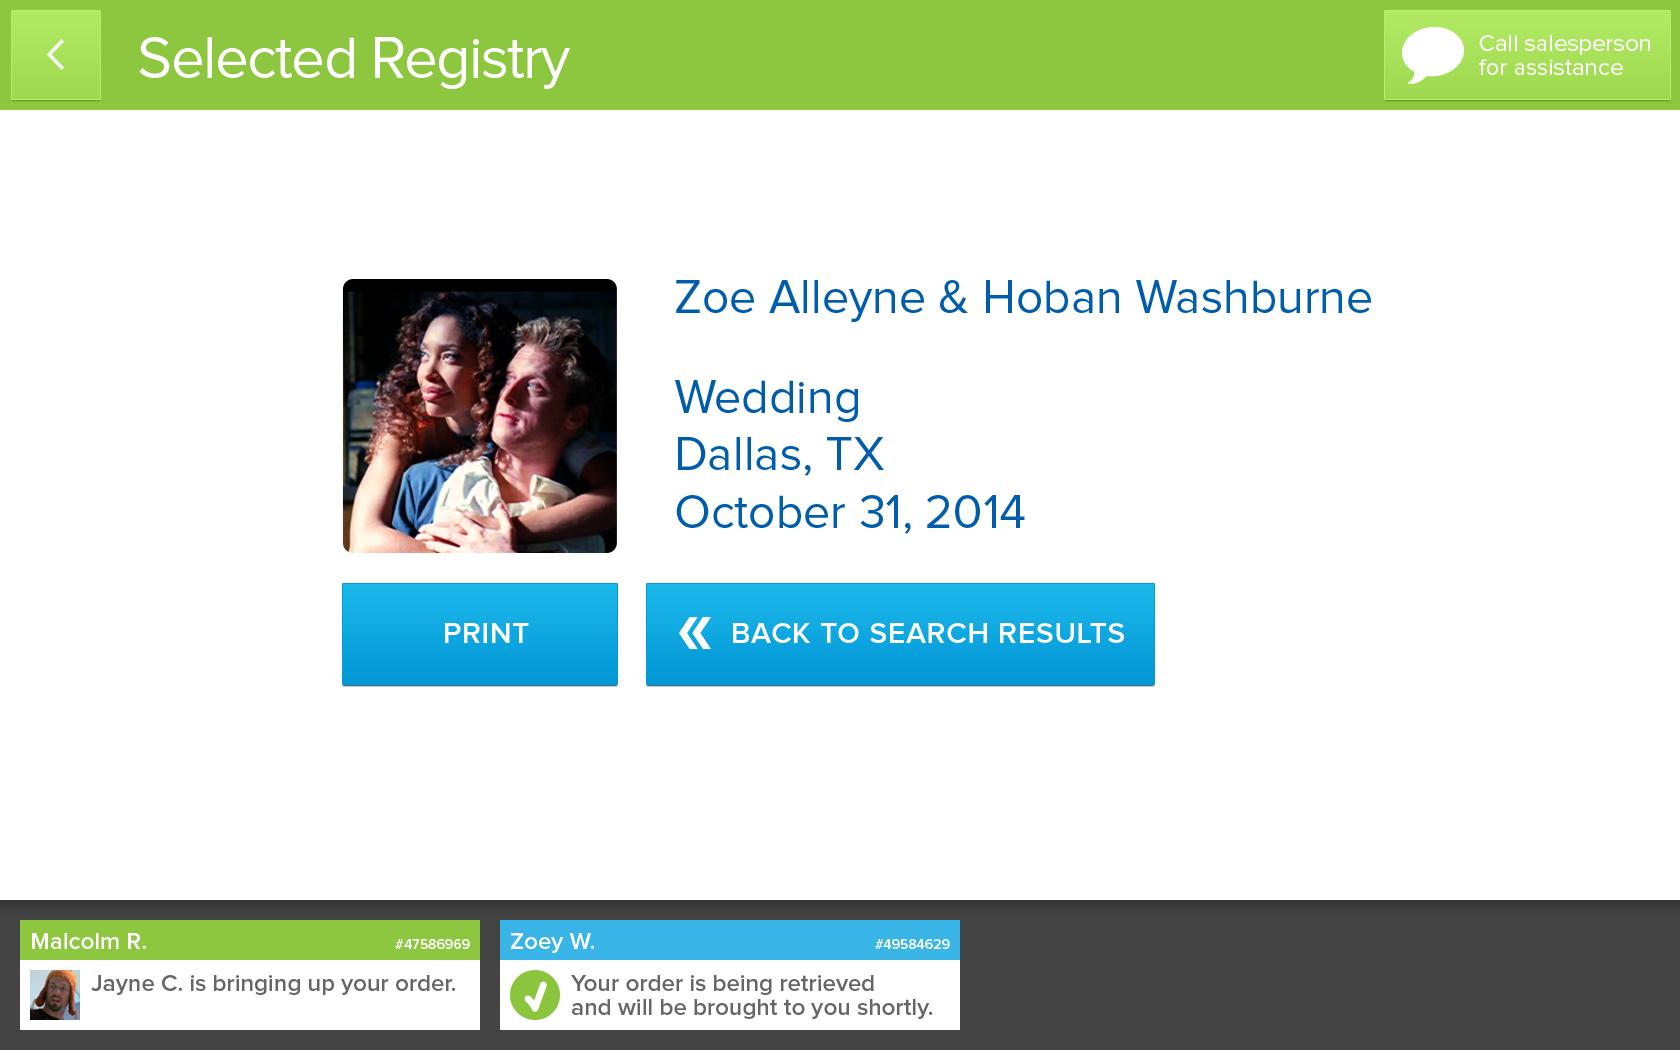 Selected Registry
Call salesperson
for assistance
Zoe Alleyne & Hoban Washburne
Wedding
Dallas, TX
October 31, 2014
PRINT
BACK TO SEARCH RESULTS
Malcolm R.
#47586969
Jayne C. is bringing up your order.
Zoey W.
#49584629
Your order is being retrieved
and will be brought to you shortly.